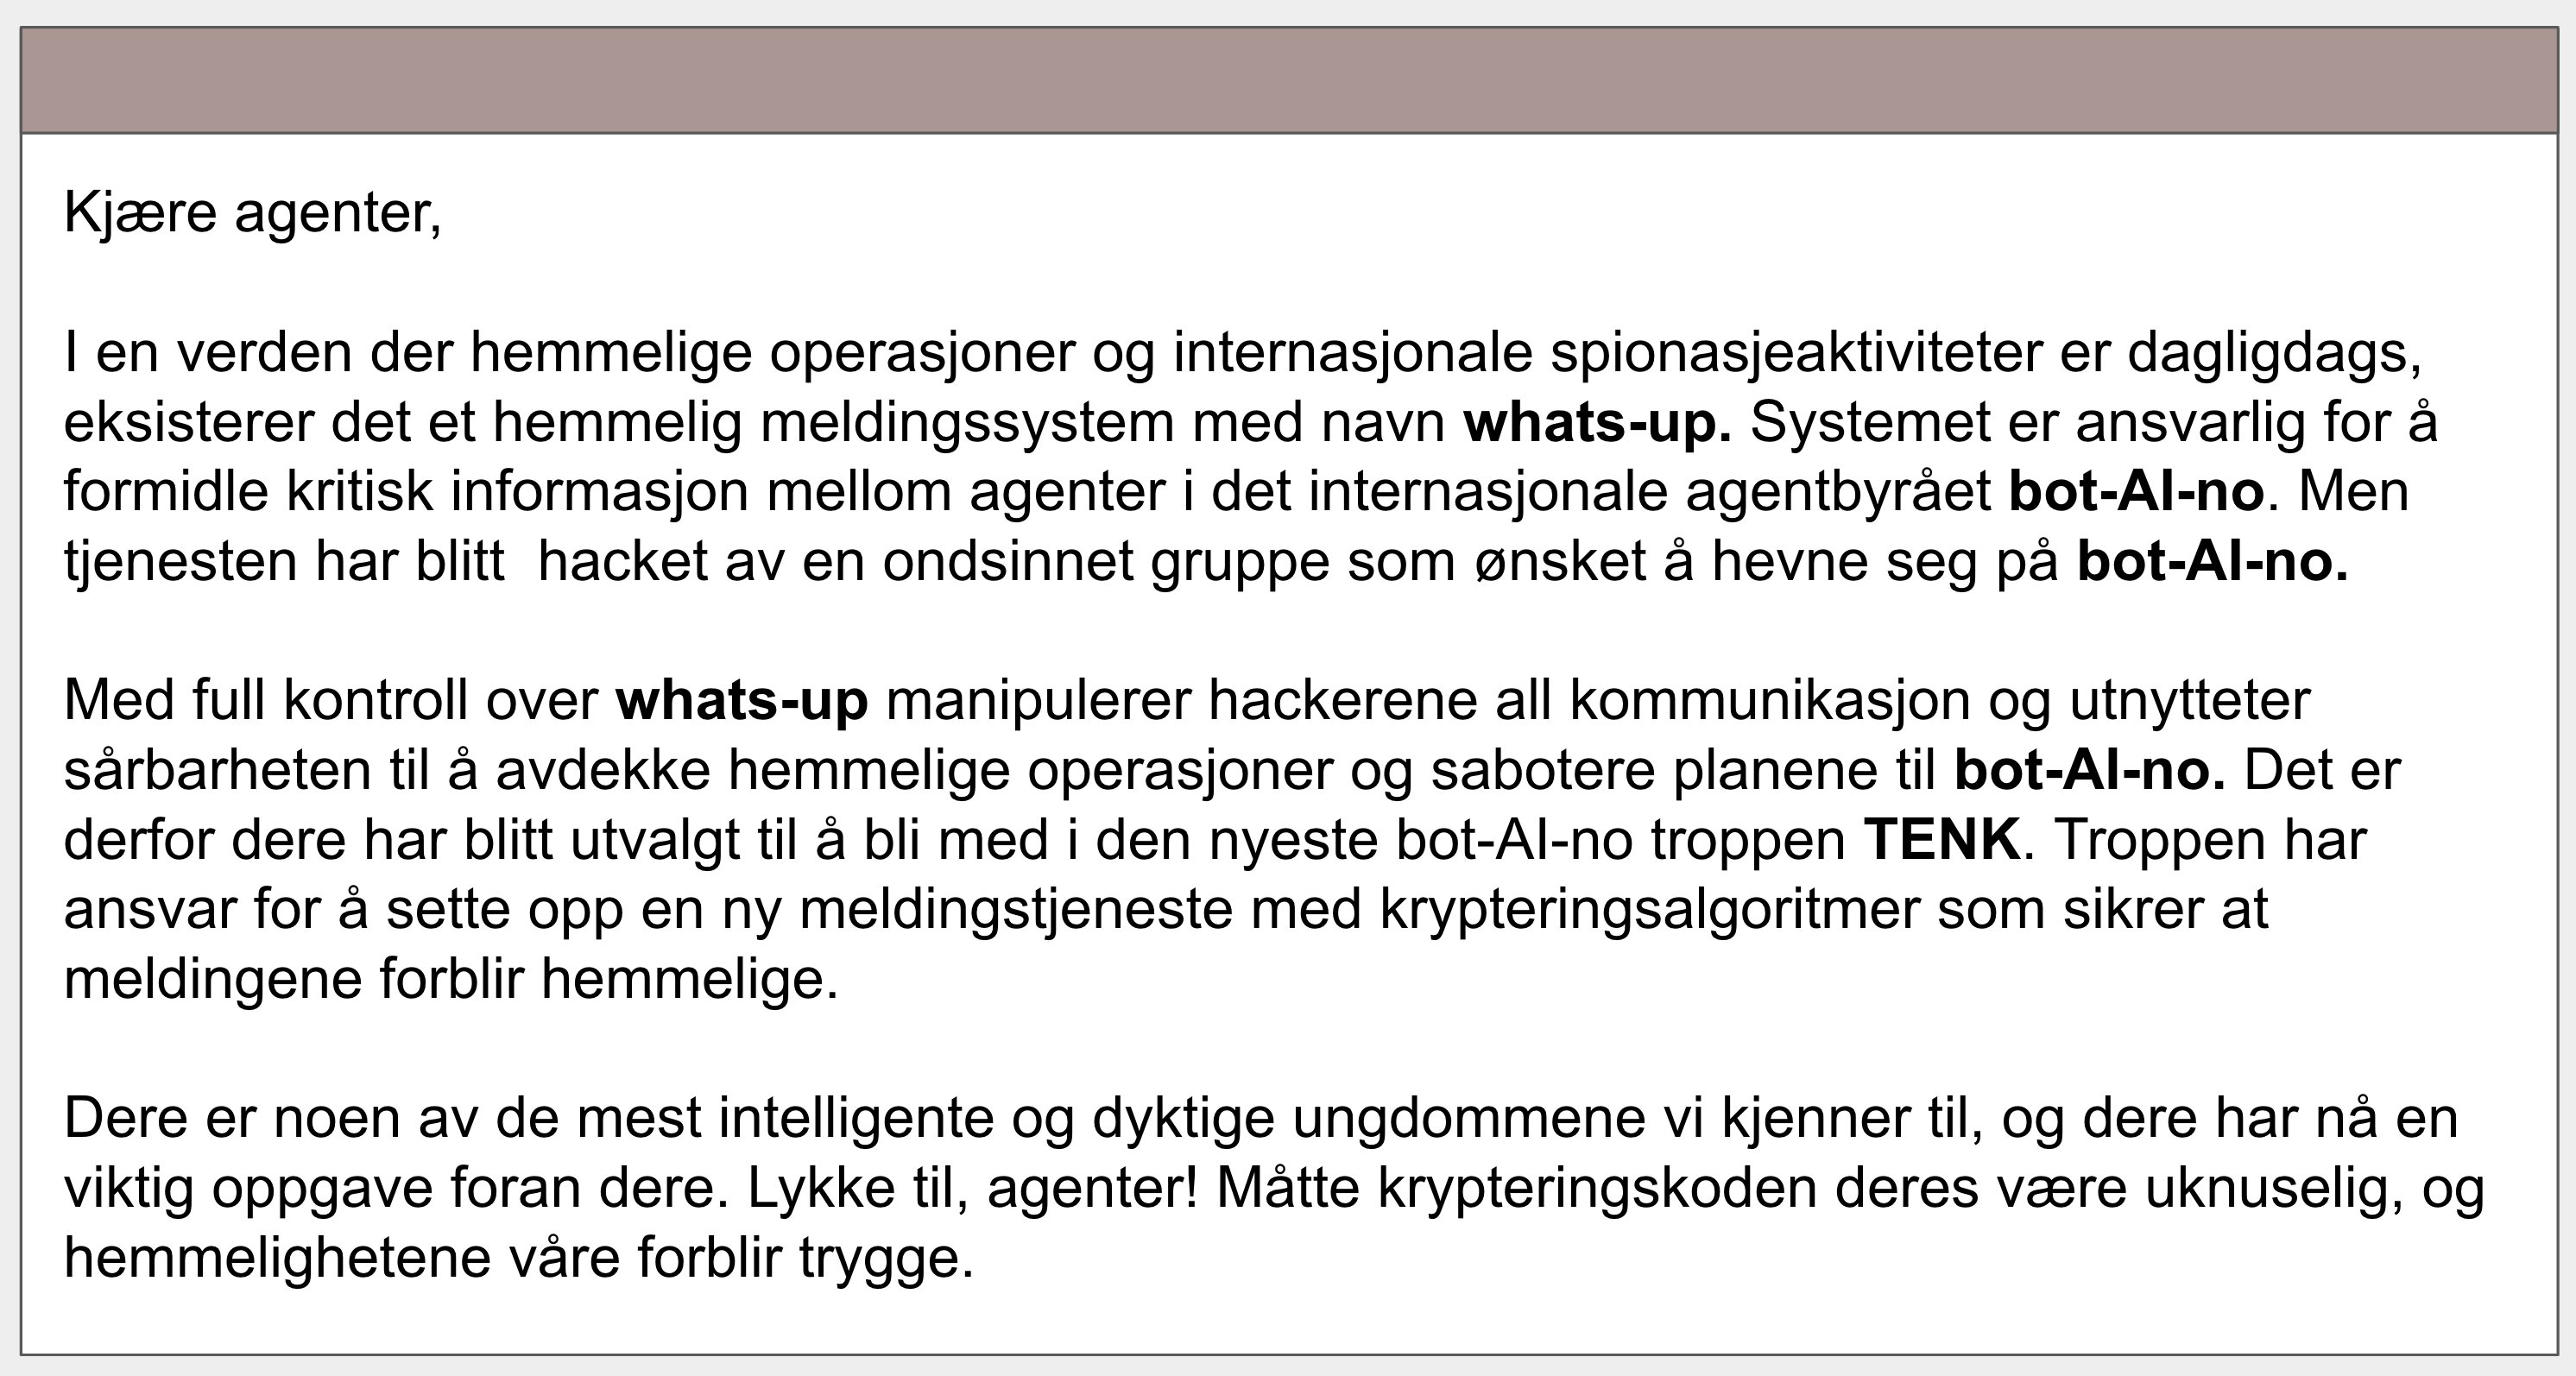 Kjære agenter,
I en verden der hemmelige operasjoner og internasjonale spionasjeaktiviteter er dagligdags,
eksisterer det et hemmelig meldingssystem med navn whats-up. Systemet er ansvarlig for å
formidle kritisk informasjon mellom agenter i det internasjonale agentbyrået bot-AI-no. Men
tjenesten har blitt  hacket av en ondsinnet gruppe som ønsket å hevne seg på bot-AI-no.
Med full kontroll over whats-up manipulerer hackerene all kommunikasjon og utnytteter
sårbarheten til å avdekke hemmelige operasjoner og sabotere planene til bot-AI-no. Det er
derfor dere har blitt utvalgt til å bli med i den nyeste bot-AI-no troppen TENK. Troppen har
ansvar for å sette opp en ny meldingstjeneste med krypteringsalgoritmer som sikrer at
meldingene forblir hemmelige.
Dere er noen av de mest intelligente og dyktige ungdommene vi kjenner til, og dere har nå en
viktig oppgave foran dere. Lykke til, agenter! Måtte krypteringskoden deres være uknuselig, og
hemmelighetene våre forblir trygge.